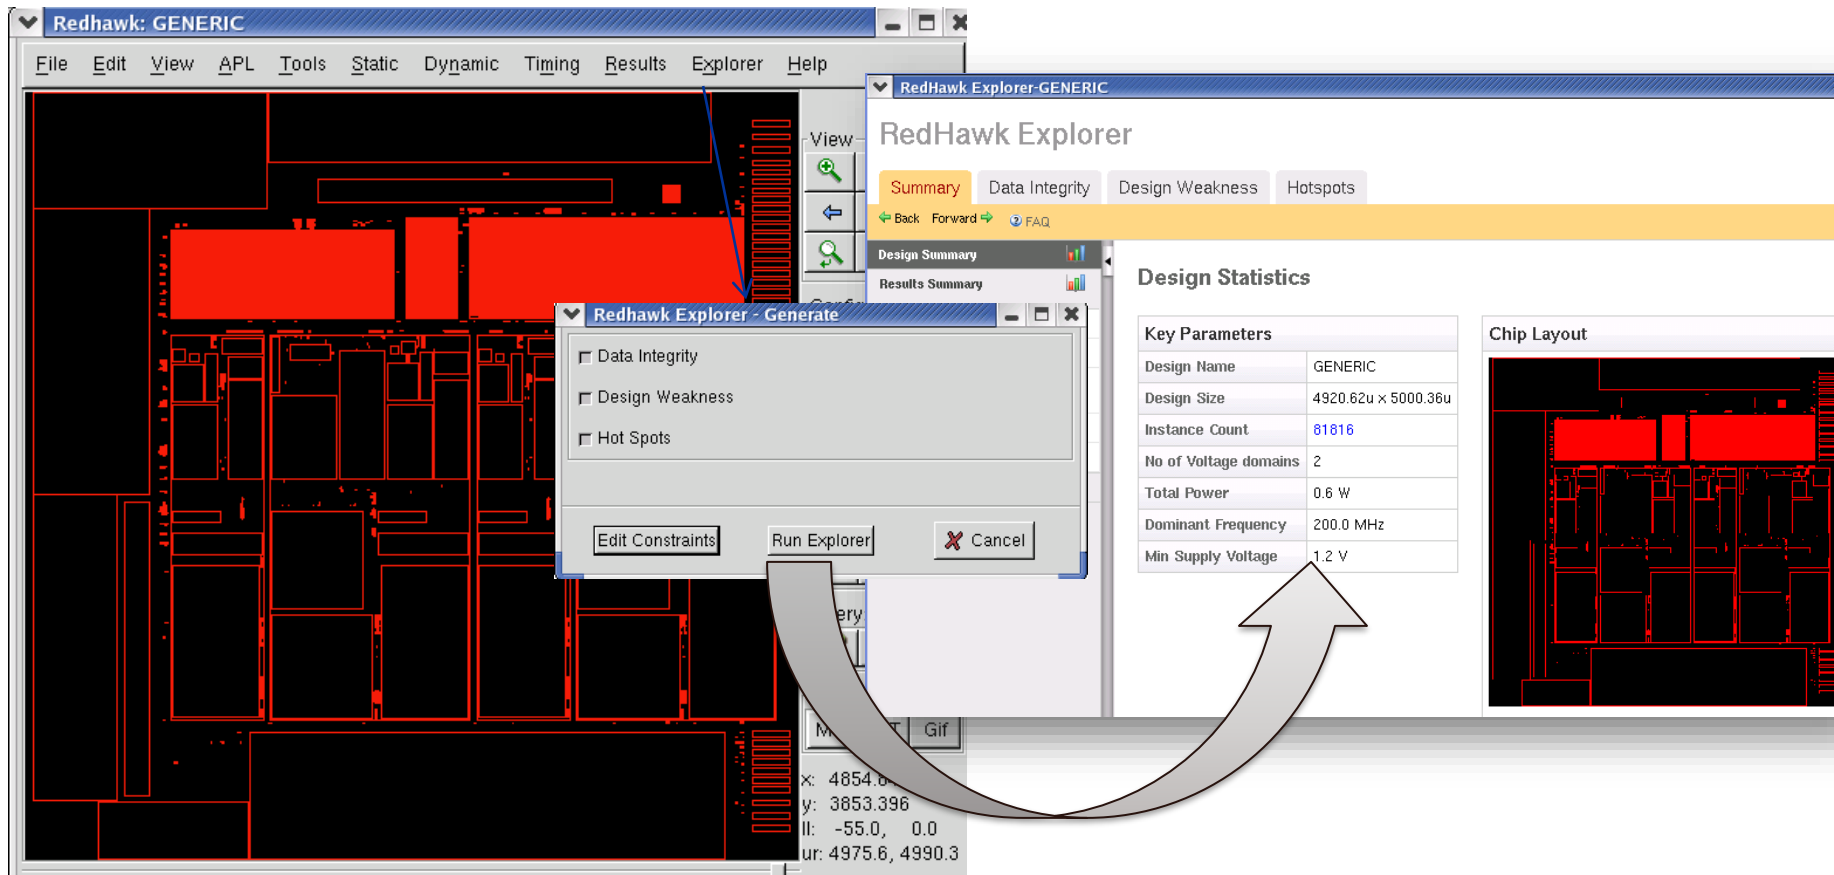 Redhawk: GENERIC
File Edit View APL Tools Static Dynamic Timing Results Explorer Help
View
Gif
x: 4854.8
y: 3853.396
ll: -55.0, 0.0
ur: 4975.6, 4990.3
Redhawk Explorer - Generate
Data Integrity
Design Weakness
Hot Spots
Edit Constraints Run Explorer Cancel
RedHawk Explorer-GENERIC
RedHawk Explorer
Summary Data Integrity Design Weakness Hotspots
Back Forward FAQ
Design Summary
Results Summary
Design Statistics
Key Parameters
Design Name GENERIC
Design Size 4920.62u x 5000.36u
Instance Count 81816
No of Voltage domains 2
Total Power 0.6 W
Dominant Frequency 200.0 MHz
Min Supply Voltage 1.2 V
Chip Layout